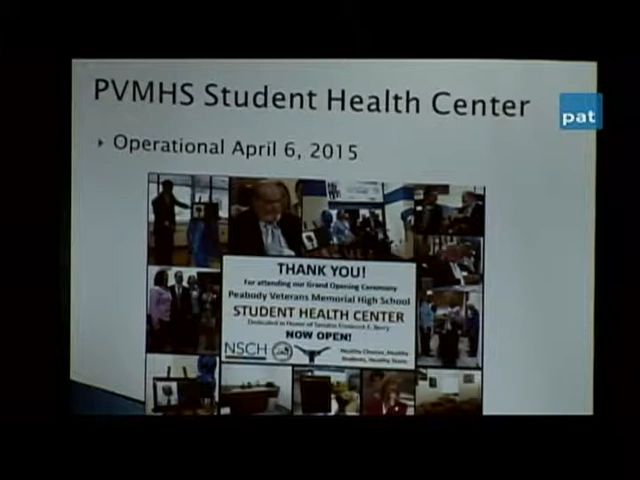 PVMHS Student Health Center
pat
Operational April 6, 2015
THANK YOU!
For attending our Grand Opening Ceremony
Peabody Veterans Memorial High School
STUDENT HEALTH CENTER
Dedicated in Honor of Senator Frederick E. Berry
NOW OPEN!
NSCH
Healthy Choices, Healthy
Students, Healthy Teens